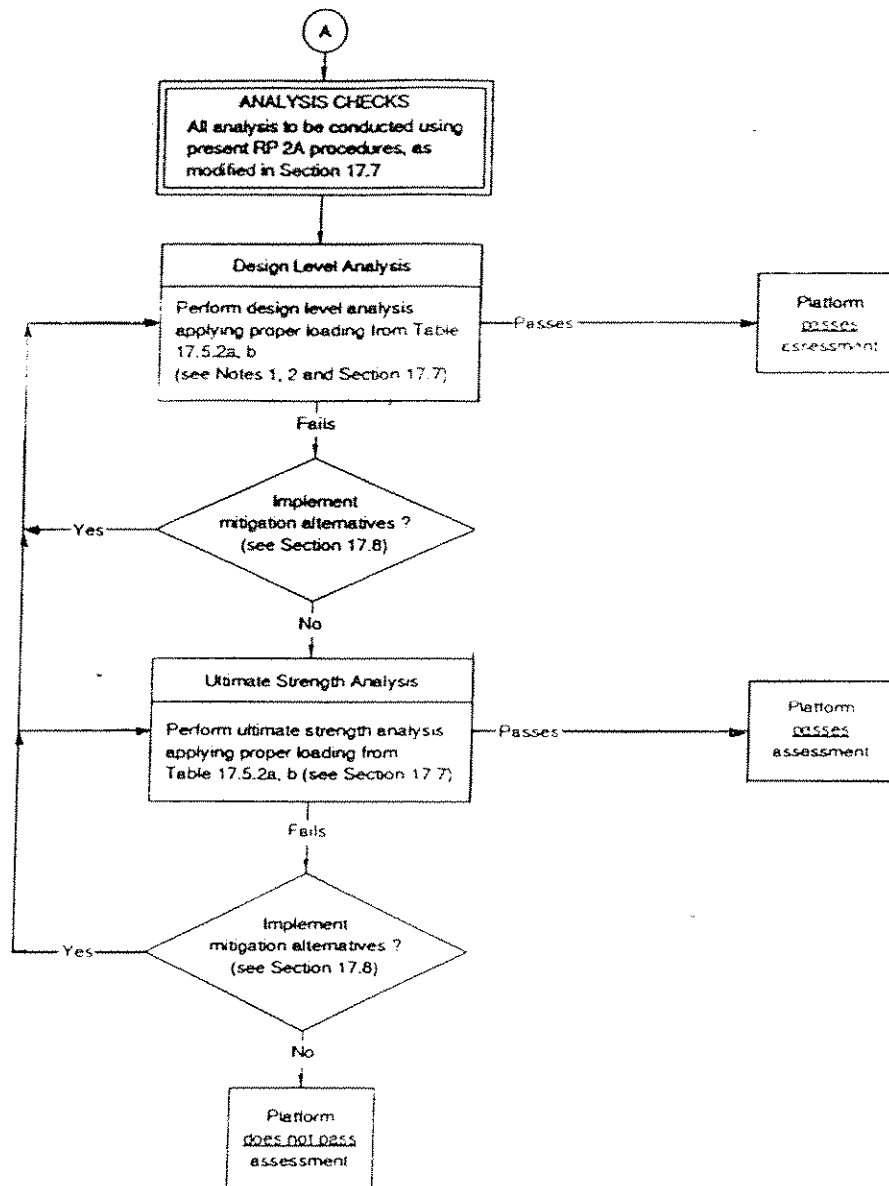 A
ANALYSIS CHECKS
All analysis to be conducted using
present RP 2A procedures, as
modified in Section 17.7
Design Level Analysis
Perform design level analysis
applying proper loading from Table
17.5.2a, b
(see Notes 1, 2 and Section 17.7)
Passes
Platform
passes
assessment
Fails
Implement
mitigation alternatives ?
(see Section 17.8)
Yes
No
Ultimate Strength Analysis
Perform ultimate strength analysis
applying proper loading from
Table 17.5.2a, b (see Section 17.7)
Passes
Platform
passes
assessment
Fails
Implement
mitigation alternatives ?
(see Section 17.8)
Yes
No
Platform
does not pass
assessment